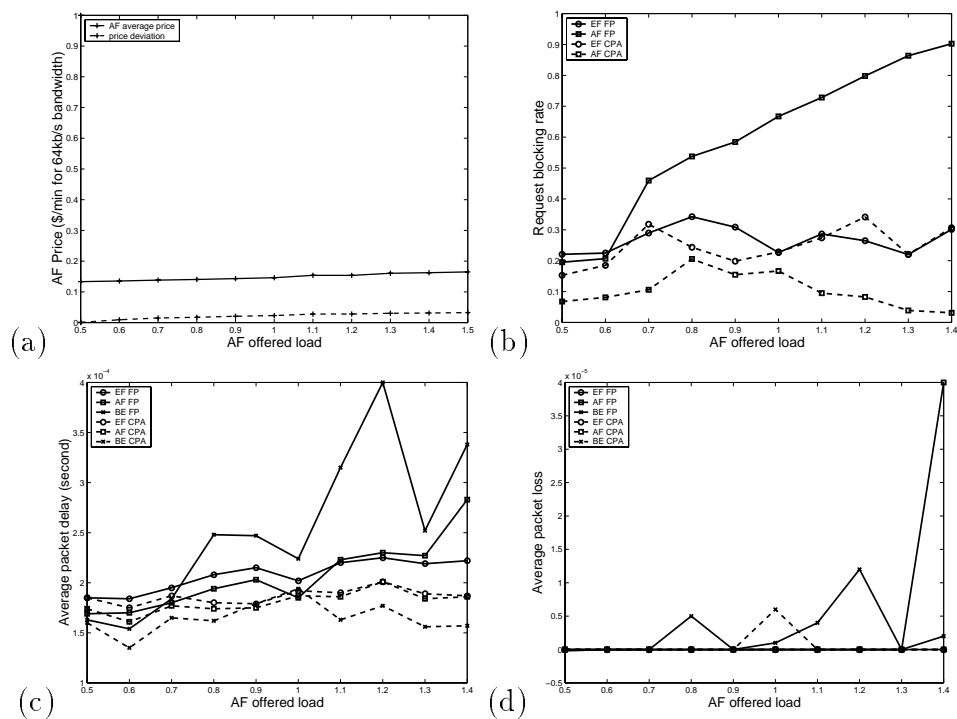 AF average price
price deviation
1
0.9
0.8
0.7
0.6
0.5
0.4
0.3
0.2
0.1
0
AF Price ($/min for 64kb/s bandwidth)
0.5 0.6 0.7 0.8 0.9 1 1.1 1.2 1.3 1.4 1.5
AF offered load
(a)
EF FP
AF FP
EF CPA
AF CPA
1
0.9
0.8
0.7
0.6
0.5
0.4
0.3
0.2
0.1
0
Request blocking rate
0.5 0.6 0.7 0.8 0.9 1 1.1 1.2 1.3 1.4
AF offered load
(b)
x 10⁻⁴
EF FP
AF FP
BE FP
EF CPA
AF CPA
BE CPA
4
3.5
3
2.5
2
1.5
1
Average packet delay (second)
0.5 0.6 0.7 0.8 0.9 1 1.1 1.2 1.3 1.4
AF offered load
(c)
x 10⁻⁵
EF FP
AF FP
BE FP
EF CPA
AF CPA
BE CPA
4
3.5
3
2.5
2
1.5
1
0.5
0
−0.5
Average packet loss
0.5 0.6 0.7 0.8 0.9 1 1.1 1.2 1.3 1.4
AF offered load
(d)